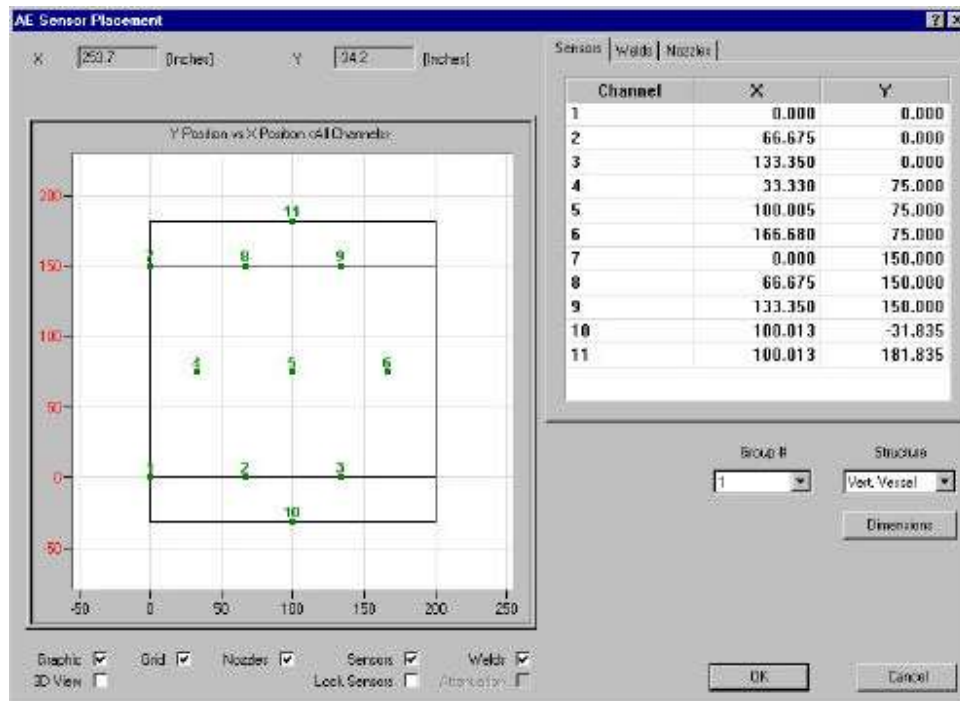 AE Sensor Placement
X 253.7 [Inches] Y -34.2 [Inches]
Sensors Welds Nozzles
Channel X Y
1 0.000 0.000
2 66.675 0.000
3 133.350 0.000
4 33.330 75.000
5 100.005 75.000
6 166.680 75.000
7 0.000 150.000
8 66.675 150.000
9 133.350 150.000
10 100.013 -31.835
11 100.013 181.835
Y Position vs X Position <All Channels>
200
150
100
50
0
-50
11
7 8 9
4 5 6
1 2 3
10
-50 0 50 100 150 200 250
Group # Structure
1 Vert. Vessel
Dimensions
Graphic Grid Nozzles Sensors Welds
3D View Lock Sensors Attenuation
OK Cancel